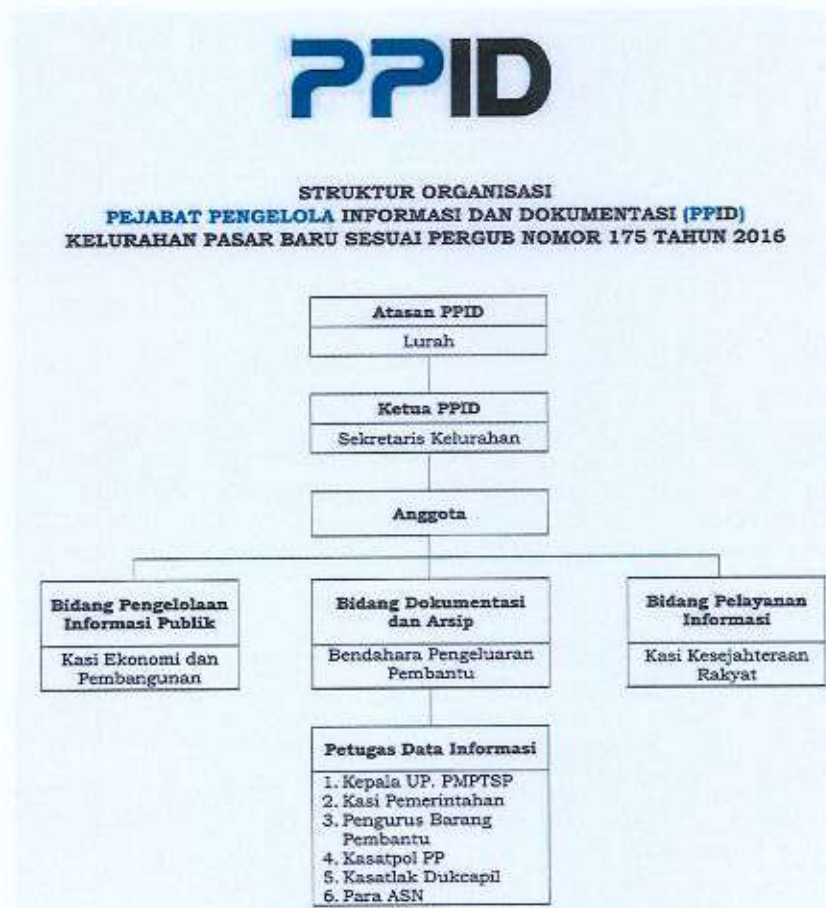 PPID
STRUKTUR ORGANISASI
PEJABAT PENGELOLA INFORMASI DAN DOKUMENTASI (PPID)
KELURAHAN PASAR BARU SESUAI PERGUB NOMOR 175 TAHUN 2016
Atasan PPID
Lurah
Ketua PPID
Sekretaris Kelurahan
Anggota
Bidang Pengelolaan
Informasi Publik
Kasi Ekonomi dan
Pembangunan
Bidang Dokumentasi
dan Arsip
Bendahara Pengeluaran
Pembantu
Bidang Pelayanan
Informasi
Kasi Kesejahteraan
Rakyat
Petugas Data Informasi
1. Kepala UP. PMPTSP
2. Kasi Pemerintahan
3. Pengurus Barang
Pembantu
4. Kasatpol PP
5. Kasatlak Dukcapil
6. Para ASN